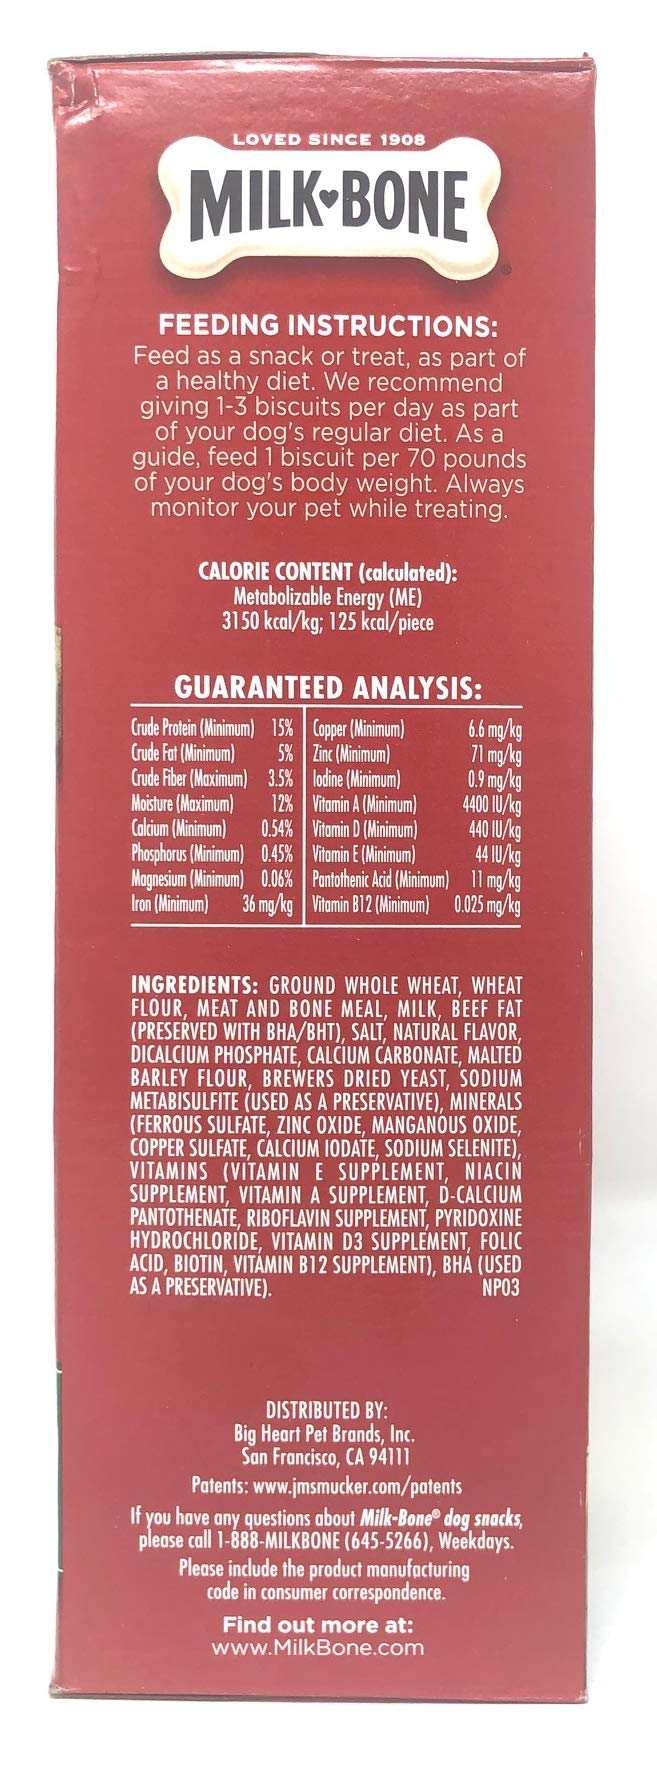 LOVED SINCE 1908
MILK♥BONE
®
FEEDING INSTRUCTIONS:
Feed as a snack or treat, as part of
a healthy diet. We recommend
giving 1-3 biscuits per day as part
of your dog's regular diet. As a
guide, feed 1 biscuit per 70 pounds
of your dog's body weight. Always
monitor your pet while treating.
CALORIE CONTENT (calculated):
Metabolizable Energy (ME)
3150 kcal/kg; 125 kcal/piece
GUARANTEED ANALYSIS:
Crude Protein (Minimum) 15%
Crude Fat (Minimum) 5%
Crude Fiber (Maximum) 3.5%
Moisture (Maximum) 12%
Calcium (Minimum) 0.54%
Phosphorus (Minimum) 0.45%
Magnesium (Minimum) 0.06%
Iron (Minimum) 36 mg/kg
Copper (Minimum) 6.6 mg/kg
Zinc (Minimum) 71 mg/kg
Iodine (Minimum) 0.9 mg/kg
Vitamin A (Minimum) 4400 IU/kg
Vitamin D (Minimum) 440 IU/kg
Vitamin E (Minimum) 44 IU/kg
Pantothenic Acid (Minimum) 11 mg/kg
Vitamin B12 (Minimum) 0.025 mg/kg
INGREDIENTS: GROUND WHOLE WHEAT, WHEAT
FLOUR, MEAT AND BONE MEAL, MILK, BEEF FAT
(PRESERVED WITH BHA/BHT), SALT, NATURAL FLAVOR,
DICALCIUM PHOSPHATE, CALCIUM CARBONATE, MALTED
BARLEY FLOUR, BREWERS DRIED YEAST, SODIUM
METABISULFITE (USED AS A PRESERVATIVE), MINERALS
(FERROUS SULFATE, ZINC OXIDE, MANGANOUS OXIDE,
COPPER SULFATE, CALCIUM IODATE, SODIUM SELENITE),
VITAMINS (VITAMIN E SUPPLEMENT, NIACIN
SUPPLEMENT, VITAMIN A SUPPLEMENT, D-CALCIUM
PANTOTHENATE, RIBOFLAVIN SUPPLEMENT, PYRIDOXINE
HYDROCHLORIDE, VITAMIN D3 SUPPLEMENT, FOLIC
ACID, BIOTIN, VITAMIN B12 SUPPLEMENT), BHA (USED
AS A PRESERVATIVE). NP03
DISTRIBUTED BY:
Big Heart Pet Brands, Inc.
San Francisco, CA 94111
Patents: www.jmsmucker.com/patents
If you have any questions about Milk-Bone® dog snacks,
please call 1-888-MILKBONE (645-5266), Weekdays.
Please include the product manufacturing
code in consumer correspondence.
Find out more at:
www.MilkBone.com